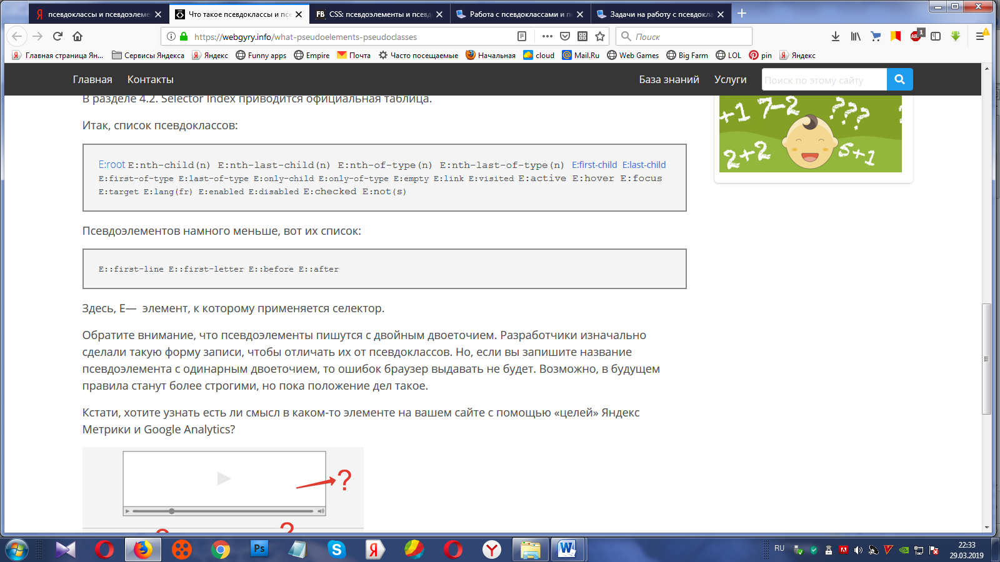 псевдоклассы и псевдоэлеме
Что такое псевдоклассы и псе
CSS: псевдоэлементы и псевд
Работа с псевдоклассами и п
Задачи на работу с псевдокла
https://webgyry.info/what-pseudoelements-pseudoclasses
Поиск
Главная страница Ян...
Сервисы Яндекса
Яндекс
Funny apps
Empire
Почта
Часто посещаемые
Начальная
cloud
Mail.Ru
Web Games
Big Farm
LOL
pin
Яндекс
Главная Контакты База знаний Услуги
Поиск по этому сайту
В разделе 4.2. Selector Index приводится официальная таблица.
Итак, список псевдоклассов:
E:root E:nth-child(n) E:nth-last-child(n) E:nth-of-type(n) E:nth-last-of-type(n) E:first-child E:last-child
E:first-of-type E:last-of-type E:only-child E:only-of-type E:empty E:link E:visited E:active E:hover E:focus
E:target E:lang(fr) E:enabled E:disabled E:checked E:not(s)
Псевдоэлементов намного меньше, вот их список:
E::first-line E::first-letter E::before E::after
Здесь, E— элемент, к которому применяется селектор.
Обратите внимание, что псевдоэлементы пишутся с двойным двоеточием. Разработчики изначально
сделали такую форму записи, чтобы отличать их от псевдоклассов. Но, если вы запишите название
псевдоэлемента с одинарным двоеточием, то ошибок браузер выдавать не будет. Возможно, в будущем
правила станут более строгими, но пока положение дел такое.
Кстати, хотите узнать есть ли смысл в каком-то элементе на вашем сайте с помощью «целей» Яндекс
Метрики и Google Analytics?
?
+1 7-2 ???
2+2 5+1
RU
22:33
29.03.2019